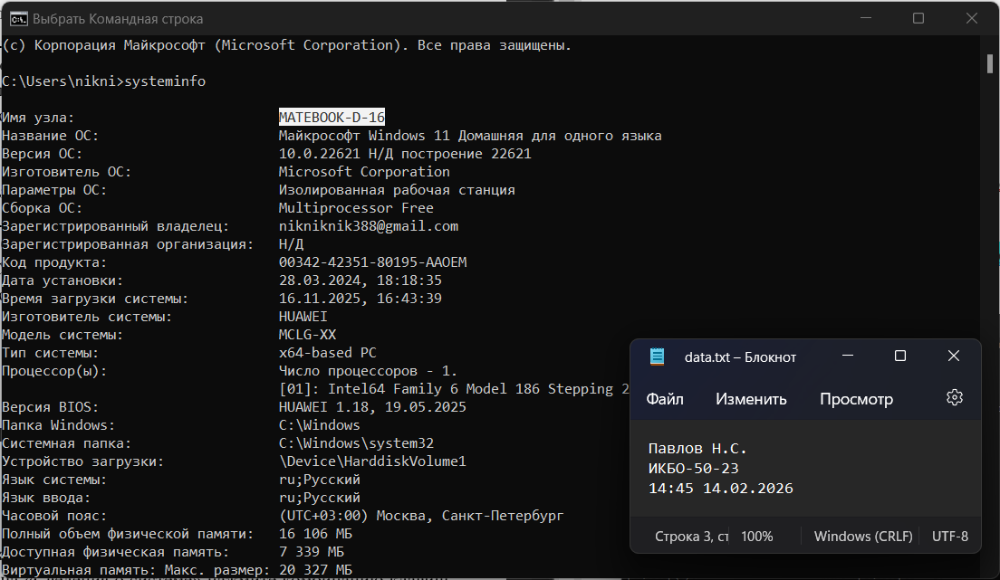 Выбрать Командная строка
(c) Корпорация Майкрософт (Microsoft Corporation). Все права защищены.
C:\Users\nikni>systeminfo
Имя узла: MATEBOOK-D-16
Название ОС: Майкрософт Windows 11 Домашняя для одного языка
Версия ОС: 10.0.22621 Н/Д построение 22621
Изготовитель ОС: Microsoft Corporation
Параметры ОС: Изолированная рабочая станция
Сборка ОС: Multiprocessor Free
Зарегистрированный владелец: nikniknik388@gmail.com
Зарегистрированная организация: Н/Д
Код продукта: 00342-42351-80195-AAOEM
Дата установки: 28.03.2024, 18:18:35
Время загрузки системы: 16.11.2025, 16:43:39
Изготовитель системы: HUAWEI
Модель системы: MCLG-XX
Тип системы: x64-based PC
Процессор(ы): Число процессоров - 1.
[01]: Intel64 Family 6 Model 186 Stepping 2
Версия BIOS: HUAWEI 1.18, 19.05.2025
Папка Windows: C:\Windows
Системная папка: C:\Windows\system32
Устройство загрузки: \Device\HarddiskVolume1
Язык системы: ru;Русский
Язык ввода: ru;Русский
Часовой пояс: (UTC+03:00) Москва, Санкт-Петербург
Полный объем физической памяти: 16 106 МБ
Доступная физическая память: 7 339 МБ
Виртуальная память: Макс. размер: 20 327 МБ
data.txt – Блокнот
Файл Изменить Просмотр
Павлов Н.С.
ИКБО-50-23
14:45 14.02.2026
Строка 3, ст 100% Windows (CRLF) UTF-8